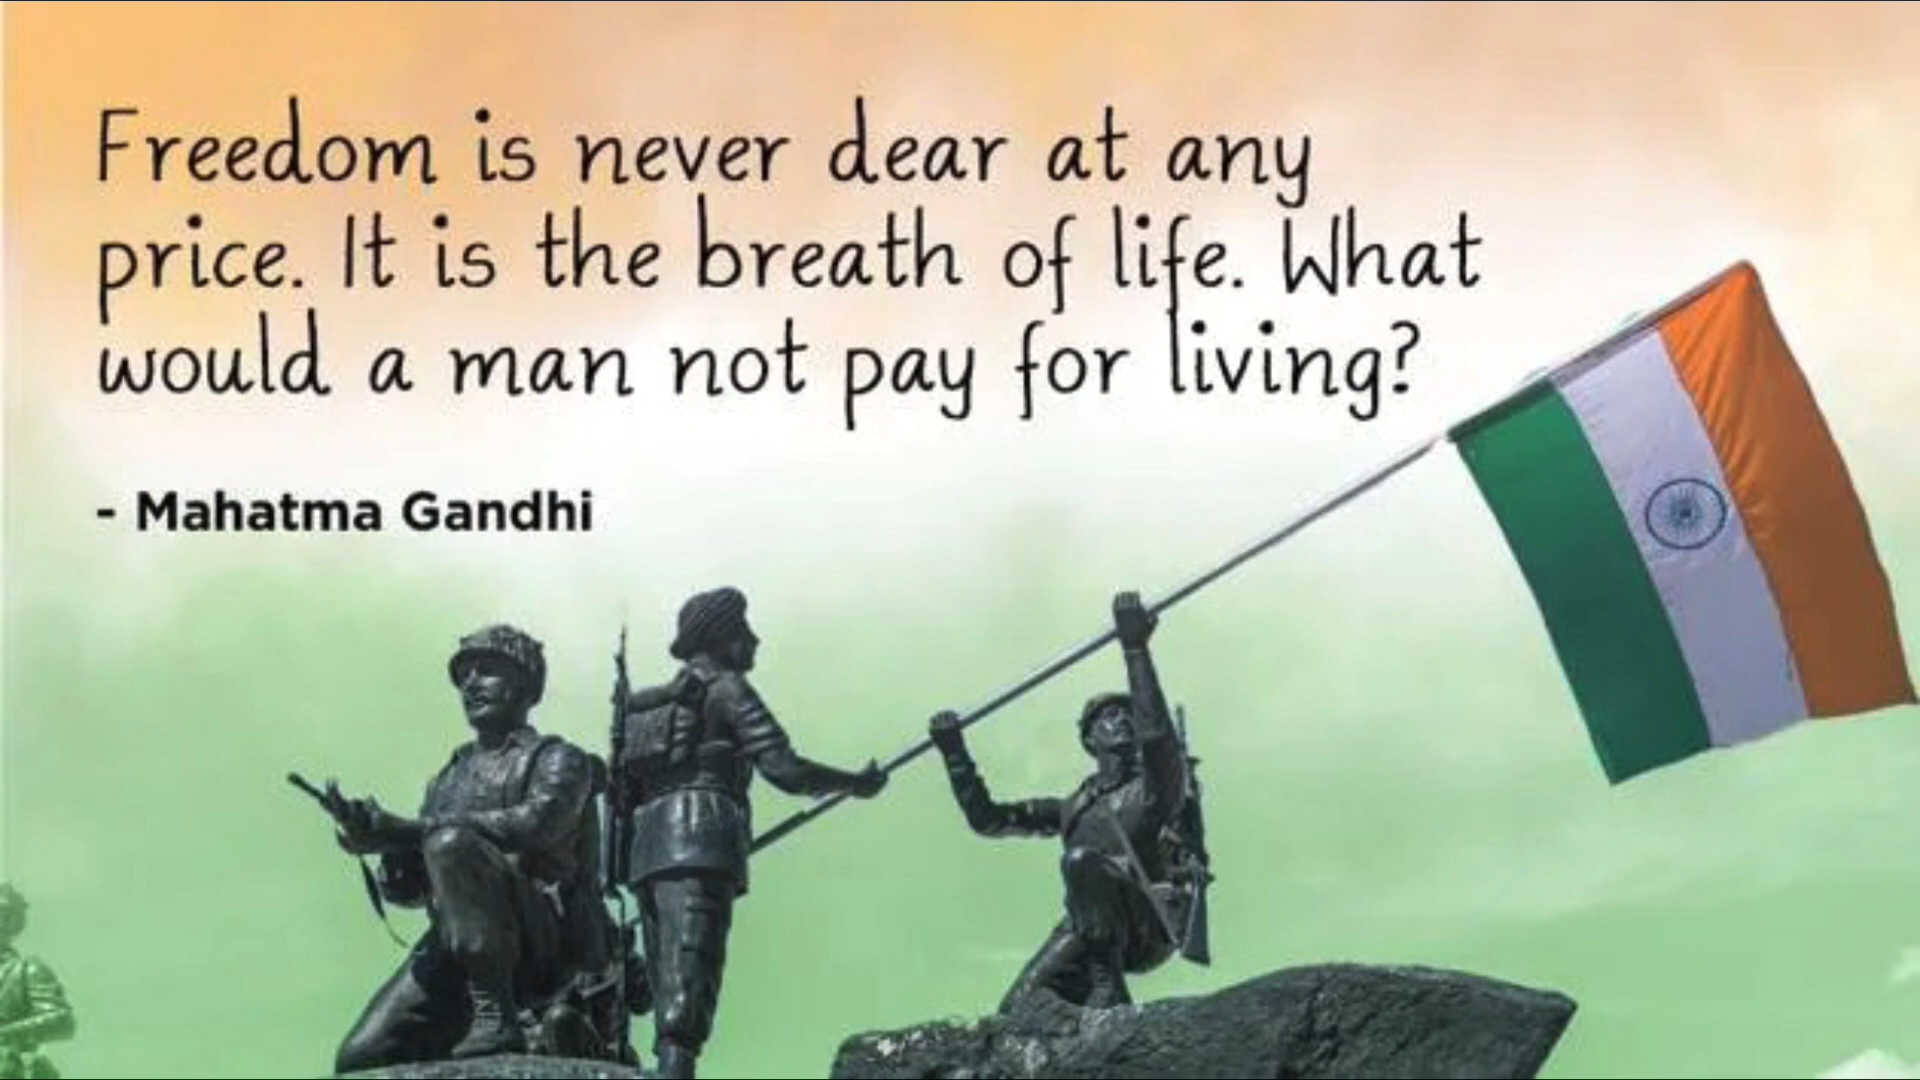 Freedom is never dear at any
price. It is the breath of life. What
would a man not pay for living?
- Mahatma Gandhi